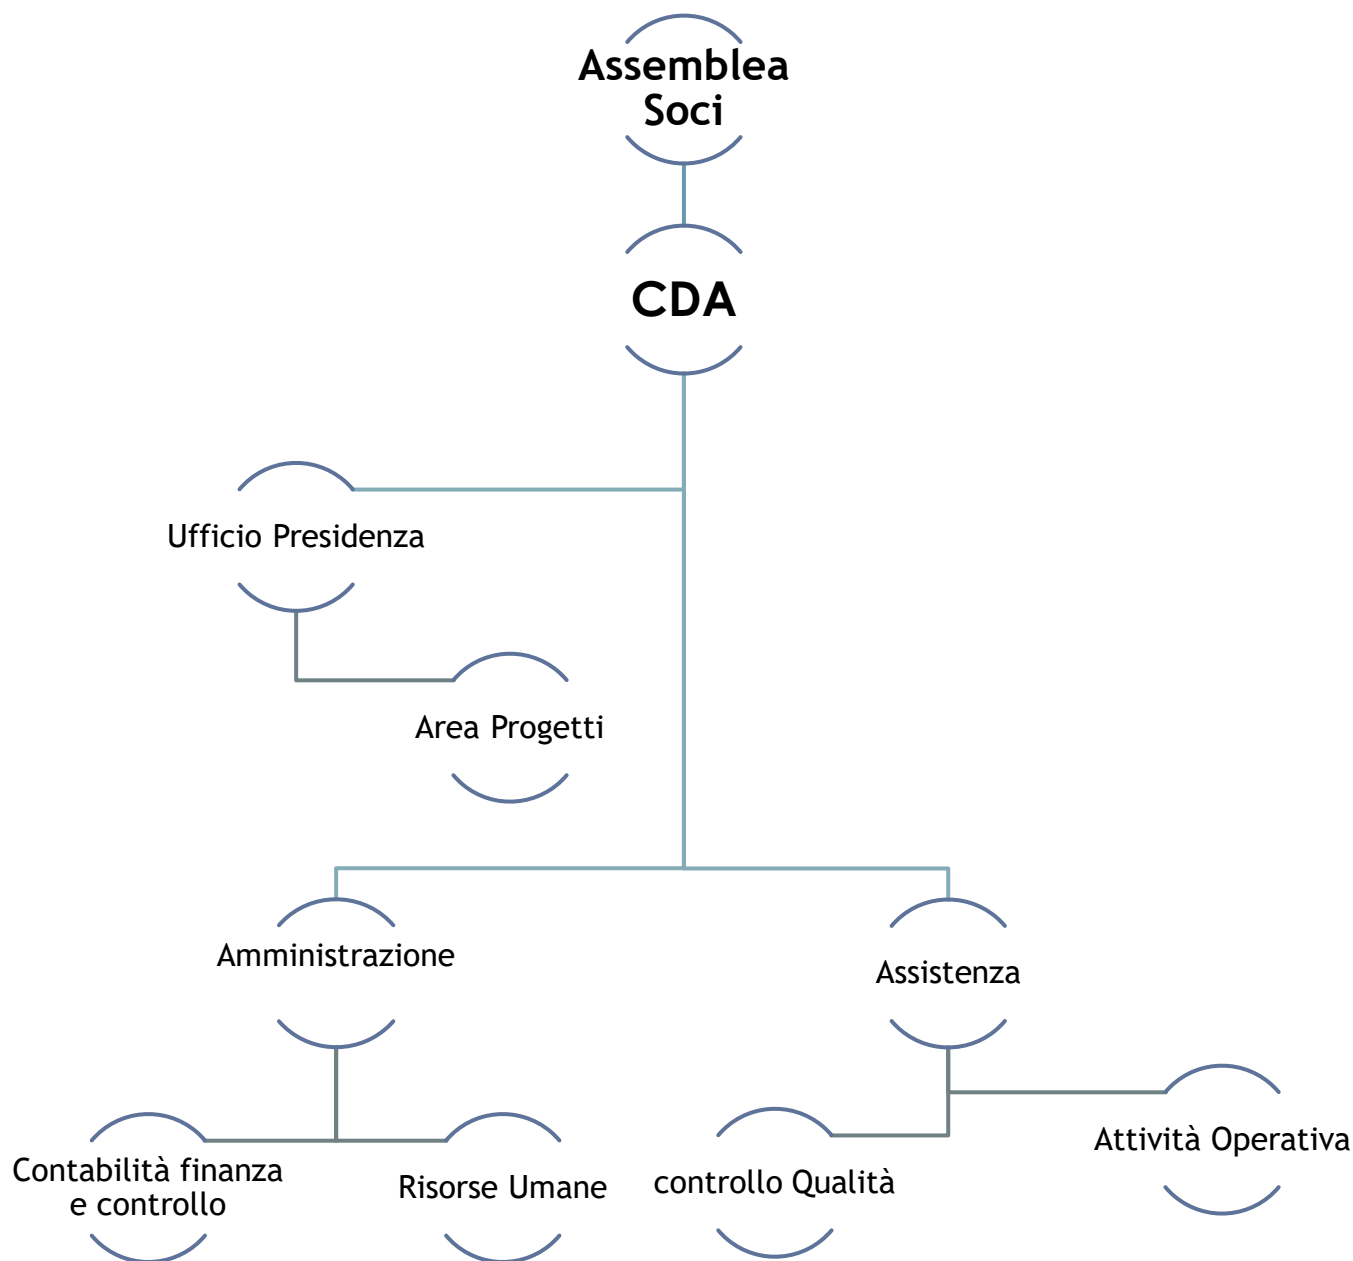 Assemblea
Soci
CDA
Ufficio Presidenza
Area Progetti
Amministrazione
Assistenza
Contabilità finanza
e controllo
Risorse Umane
controllo Qualità
Attività Operativa